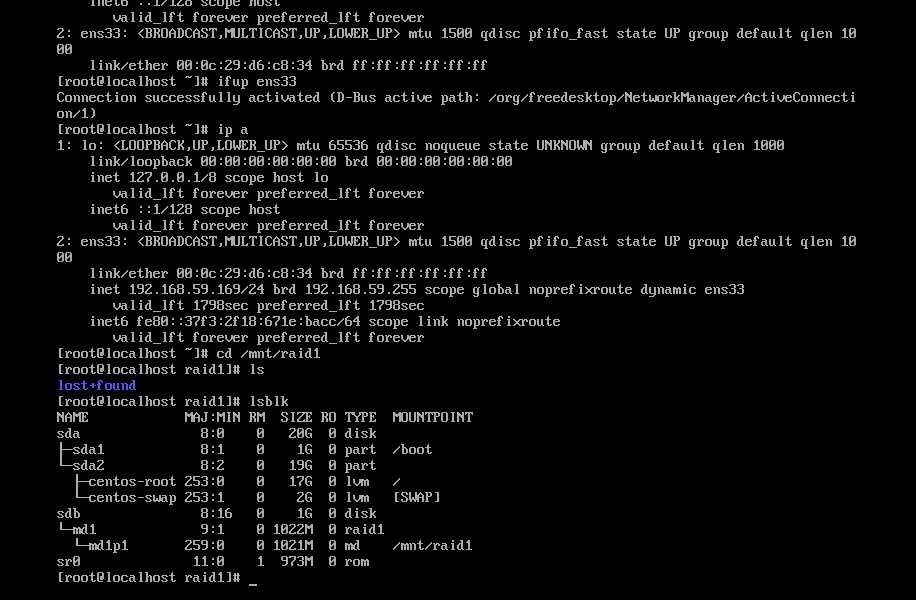 inet6 ::1/128 scope host
valid_lft forever preferred_lft forever
2: ens33: <BROADCAST,MULTICAST,UP,LOWER_UP> mtu 1500 qdisc pfifo_fast state UP group default qlen 10
00
link/ether 00:0c:29:d6:c8:34 brd ff:ff:ff:ff:ff:ff
[root@localhost ~]# ifup ens33
Connection successfully activated (D-Bus active path: /org/freedesktop/NetworkManager/ActiveConnecti
on/1)
[root@localhost ~]# ip a
1: lo: <LOOPBACK,UP,LOWER_UP> mtu 65536 qdisc noqueue state UNKNOWN group default qlen 1000
link/loopback 00:00:00:00:00:00 brd 00:00:00:00:00:00
inet 127.0.0.1/8 scope host lo
valid_lft forever preferred_lft forever
inet6 ::1/128 scope host
valid_lft forever preferred_lft forever
2: ens33: <BROADCAST,MULTICAST,UP,LOWER_UP> mtu 1500 qdisc pfifo_fast state UP group default qlen 10
00
link/ether 00:0c:29:d6:c8:34 brd ff:ff:ff:ff:ff:ff
inet 192.168.59.169/24 brd 192.168.59.255 scope global noprefixroute dynamic ens33
valid_lft 1798sec preferred_lft 1798sec
inet6 fe80::37f3:2f18:671e:bacc/64 scope link noprefixroute
valid_lft forever preferred_lft forever
[root@localhost ~]# cd /mnt/raid1
[root@localhost raid1]# ls
lost+found
[root@localhost raid1]# lsblk
NAME            MAJ:MIN RM  SIZE RO TYPE  MOUNTPOINT
sda               8:0    0   20G  0 disk
├─sda1            8:1    0    1G  0 part  /boot
└─sda2            8:2    0   19G  0 part
  ├─centos-root 253:0    0   17G  0 lvm   /
  └─centos-swap 253:1    0    2G  0 lvm   [SWAP]
sdb               8:16   0    1G  0 disk
└─md1             9:1    0 1022M  0 raid1
  └─md1p1       259:0    0 1021M  0 md    /mnt/raid1
sr0              11:0    1  973M  0 rom
[root@localhost raid1]# _